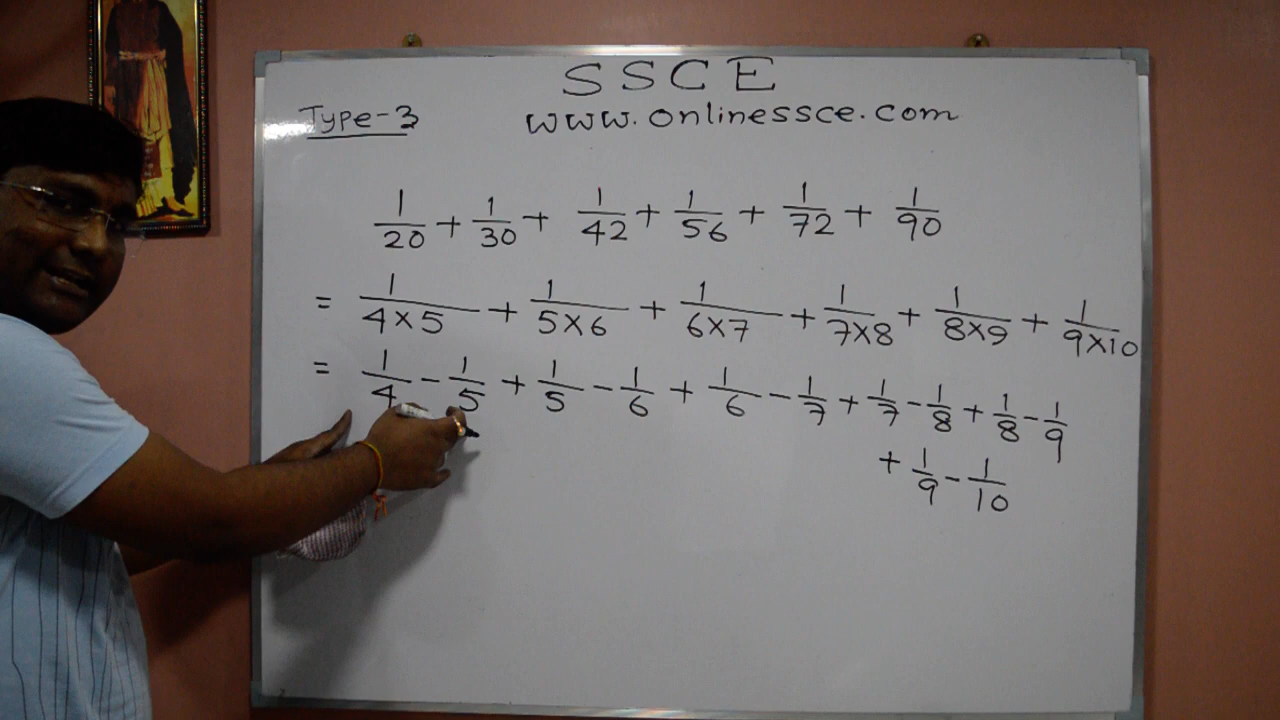 SSCE
Type-3
www.onlinessce.com
1/20 + 1/30 + 1/42 + 1/56 + 1/72 + 1/90
= 1/4×5 + 1/5×6 + 1/6×7 + 1/7×8 + 1/8×9 + 1/9×10
= 1/4 - 1/5 + 1/5 - 1/6 + 1/6 - 1/7 + 1/7 - 1/8 + 1/8 - 1/9
+ 1/9 - 1/10